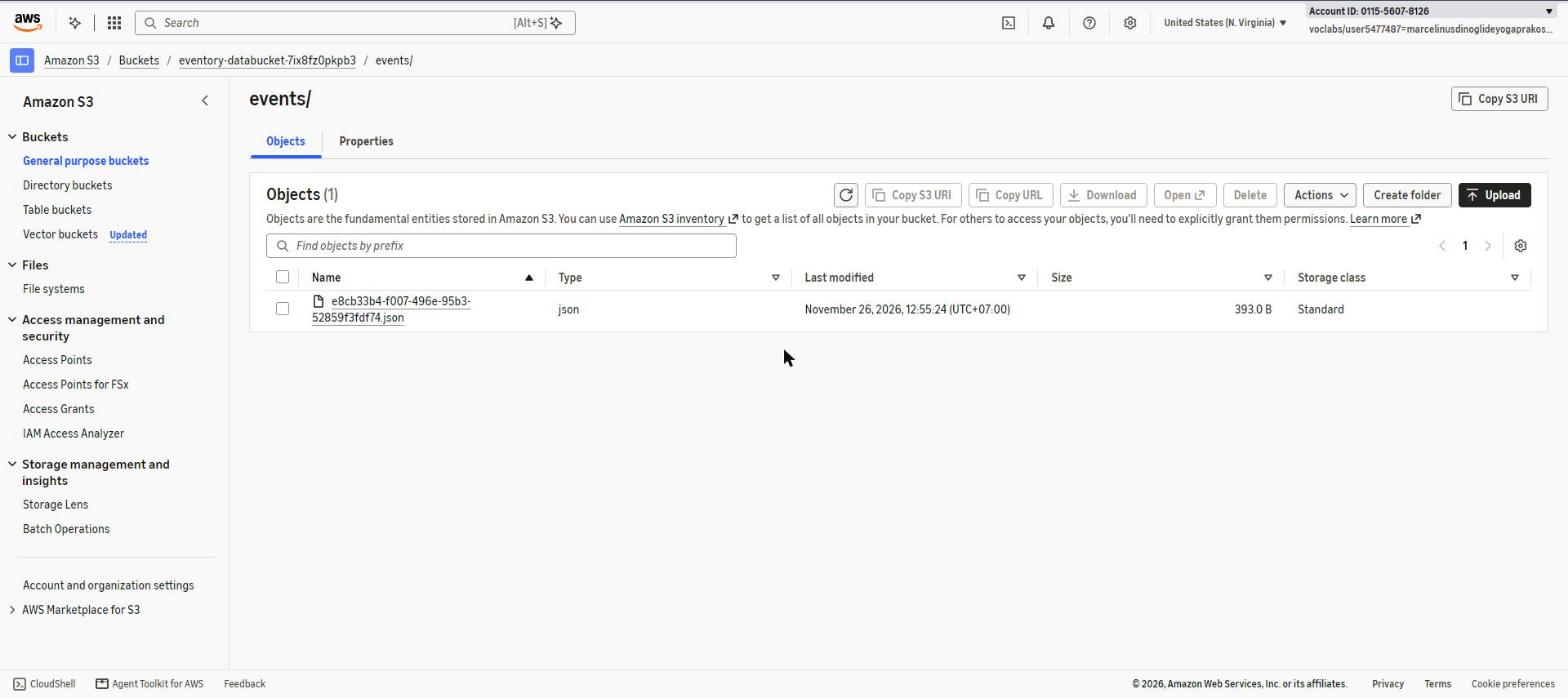 aws
Search
[Alt+S]
United States (N. Virginia)
Account ID: 0115-5607-8126
voclabs/user5477487=marcelinusdinoglideyogaprakos...
Amazon S3 / Buckets / eventory-databucket-7ix8fz0pkpb3 / events/
Amazon S3
Buckets
General purpose buckets
Directory buckets
Table buckets
Vector buckets Updated
Files
File systems
Access management and
security
Access Points
Access Points for FSx
Access Grants
IAM Access Analyzer
Storage management and
insights
Storage Lens
Batch Operations
Account and organization settings
AWS Marketplace for S3
events/
Copy S3 URI
Objects
Properties
Objects (1)
Copy S3 URI
Copy URL
Download
Open
Delete
Actions
Create folder
Upload
Objects are the fundamental entities stored in Amazon S3. You can use Amazon S3 inventory to get a list of all objects in your bucket. For others to access your objects, you'll need to explicitly grant them permissions. Learn more
Find objects by prefix
1
Name Type Last modified Size Storage class
e8cb33b4-f007-496e-95b3-
52859f3fdf74.json
json
November 26, 2026, 12:55:24 (UTC+07:00)
393.0 B
Standard
CloudShell
Agent Toolkit for AWS
Feedback
© 2026, Amazon Web Services, Inc. or its affiliates.
Privacy
Terms
Cookie preferences